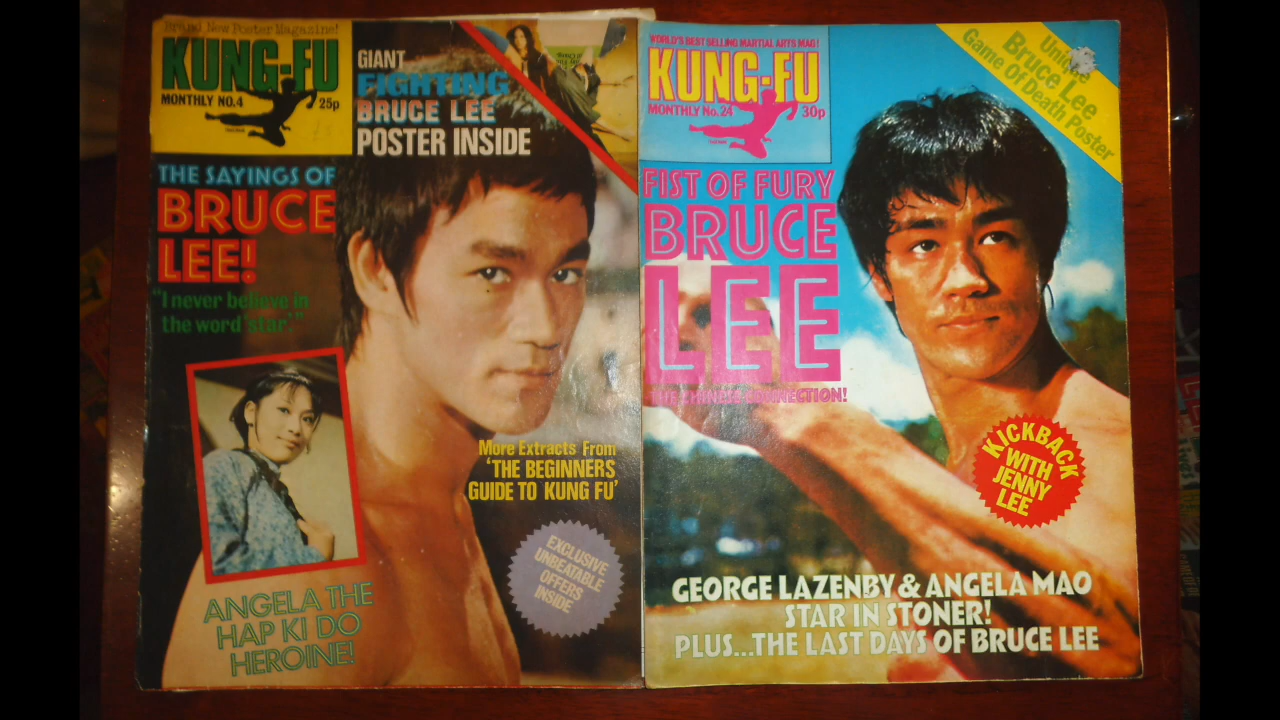 Brand New Poster Magazine!
KUNG-FU
MONTHLY NO.4
25p
GIANT
FIGHTING
BRUCE LEE
POSTER INSIDE
THE SAYINGS OF
BRUCE
LEE!
"I never believe in
the word 'star'."
More Extracts From
'THE BEGINNERS
GUIDE TO KUNG FU'
EXCLUSIVE
UNBEATABLE
OFFERS
INSIDE
ANGELA THE
HAP KI DO
HEROINE!
WORLD'S BEST SELLING MARTIAL ARTS MAG!
KUNG-FU
MONTHLY No.24
30p
Unique
Bruce Lee
Game Of Death Poster
FIST OF FURY
BRUCE
LEE
THE CHINESE CONNECTION!
KICKBACK
WITH
JENNY
LEE
GEORGE LAZENBY & ANGELA MAO
STAR IN STONER!
PLUS...THE LAST DAYS OF BRUCE LEE